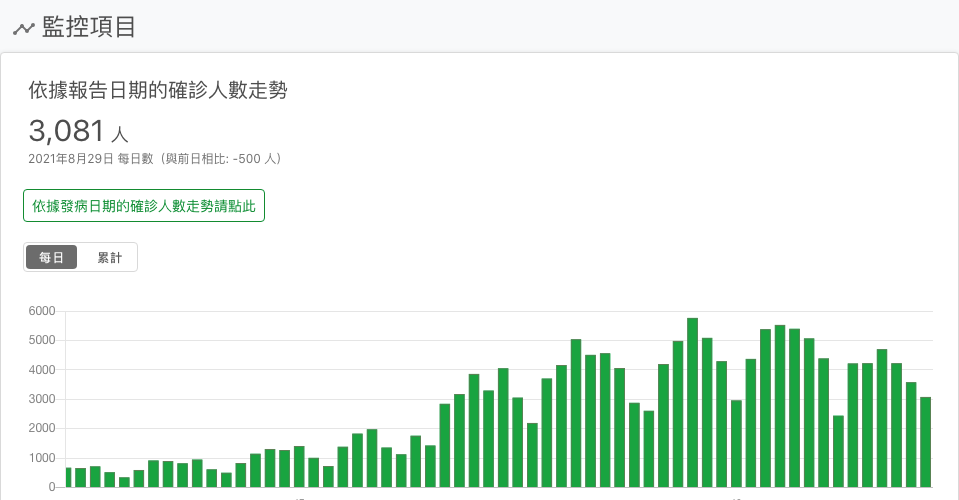 監控項目
依據報告日期的確診人數走勢
3,081 人
2021年8月29日 每日數（與前日相比: -500 人）
依據發病日期的確診人數走勢請點此
每日 累計
6000
5000
4000
3000
2000
1000
0